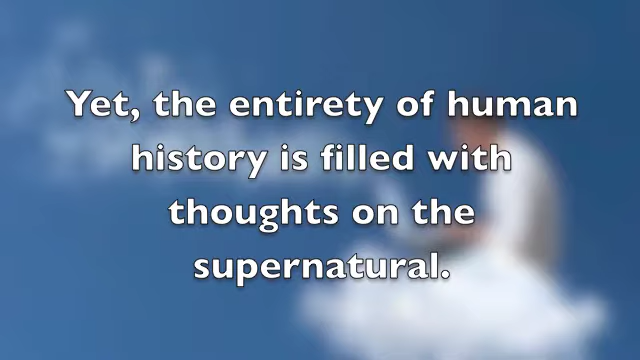 Yet, the entirety of human
history is filled with
thoughts on the
supernatural.